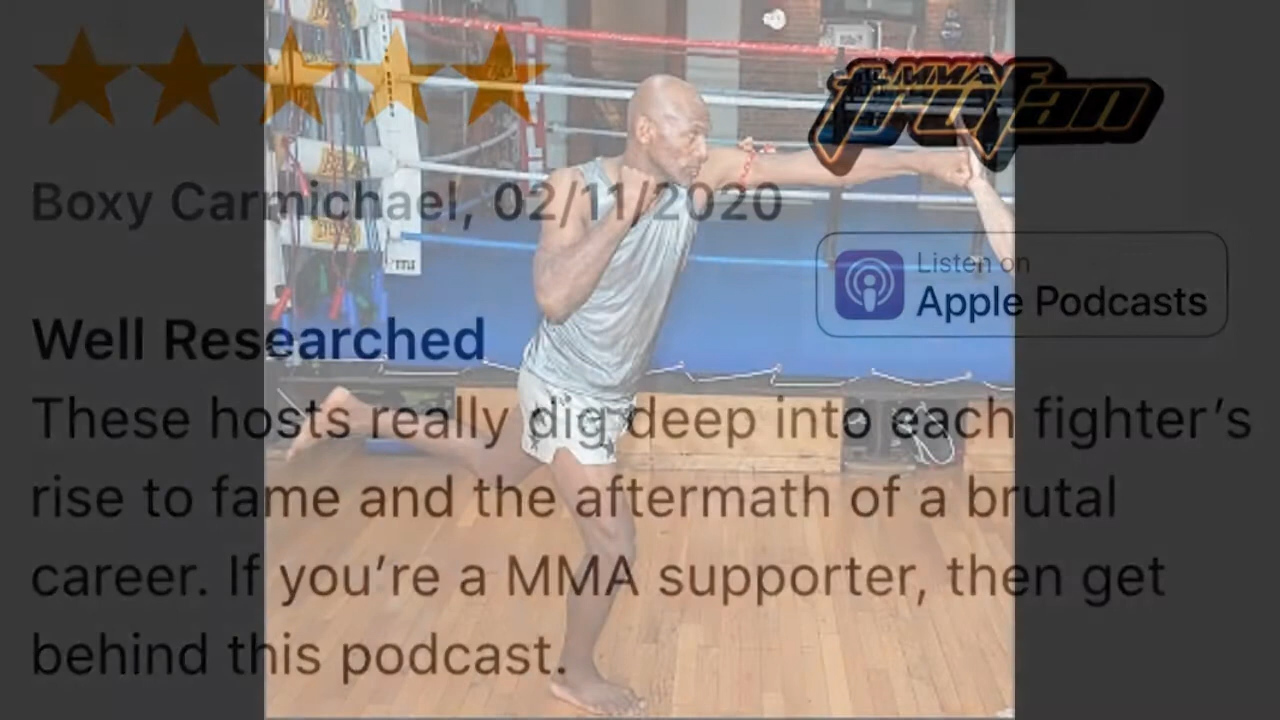 MMA
frofan
Boxy Carmichael, 02/11/2020
Listen on
Apple Podcasts
Well Researched
These hosts really dig deep into each fighter’s
rise to fame and the aftermath of a brutal
career. If you’re a MMA supporter, then get
behind this podcast.